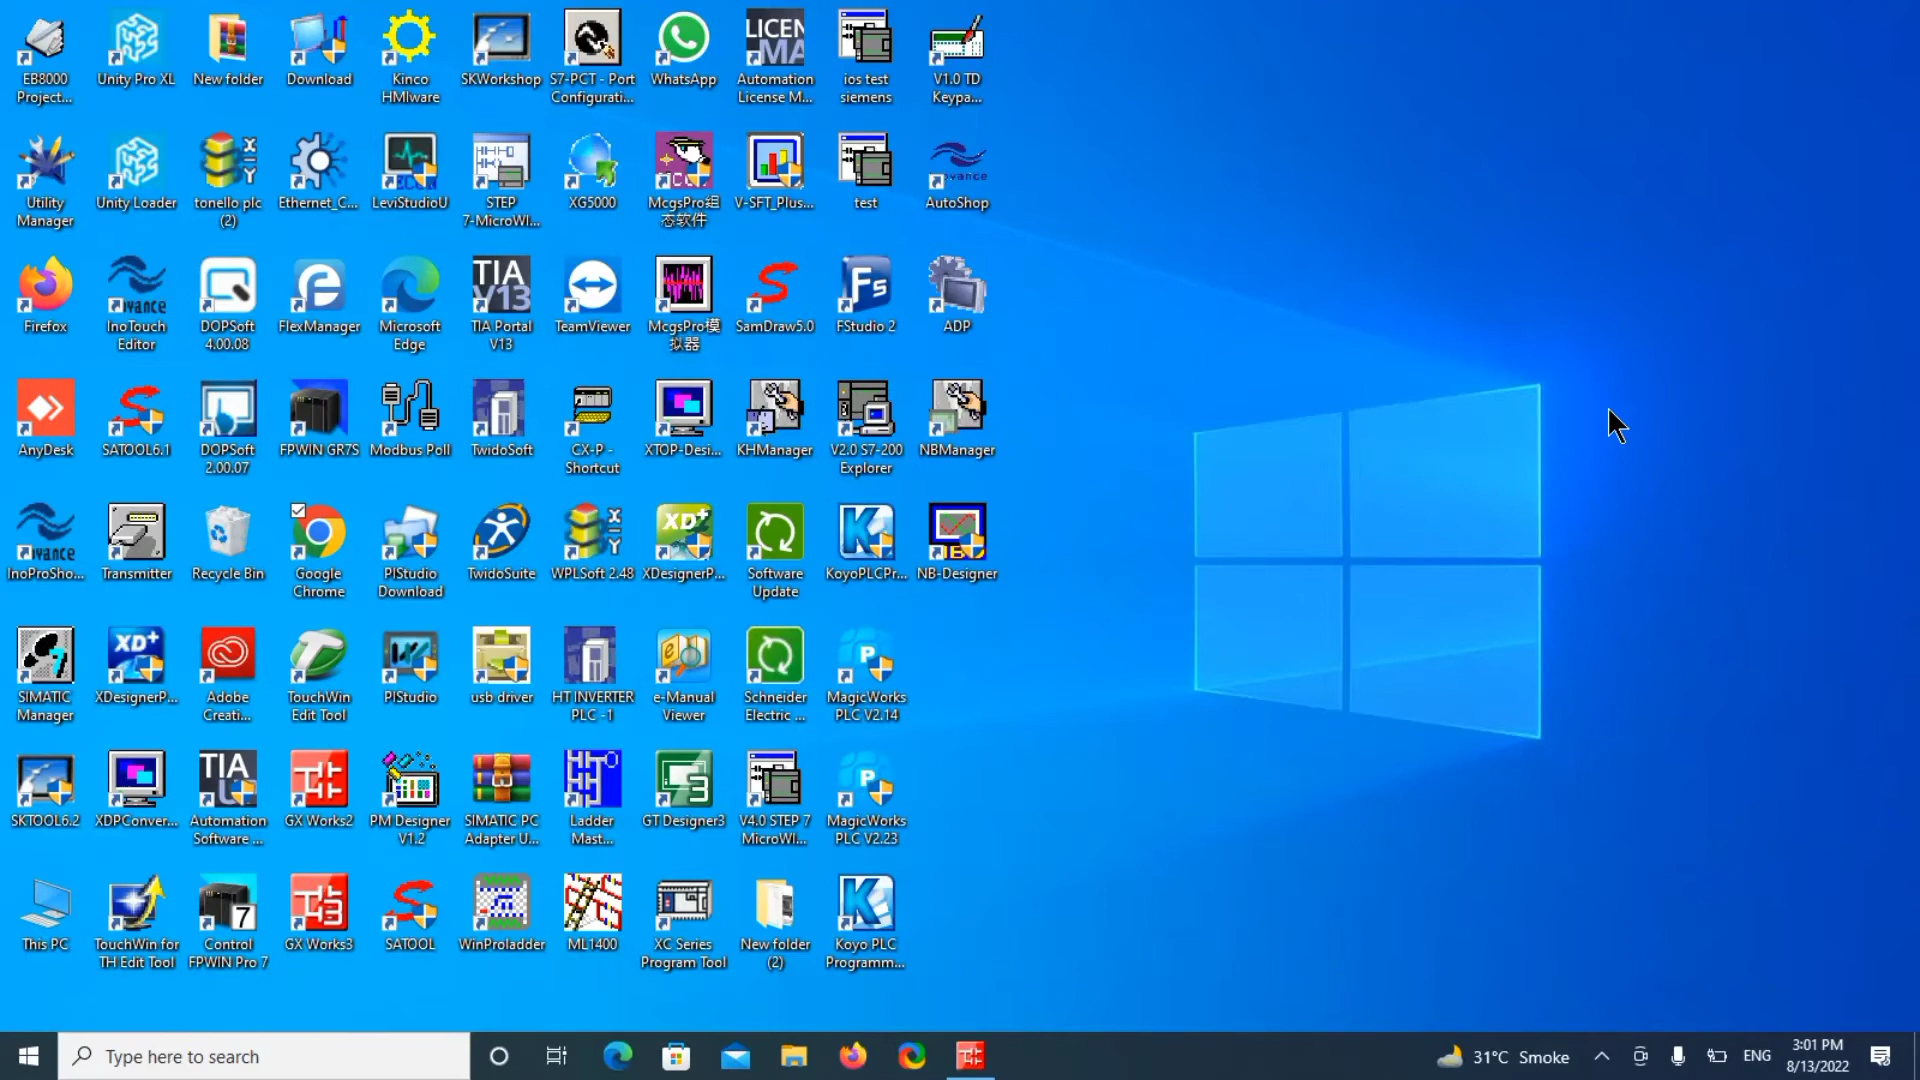 EB8000
Project...
Unity Pro XL
New folder
Download
Kinco
HMIware
SKWorkshop
S7-PCT - Port
Configurati...
WhatsApp
LICEN
MA
Automation
License M...
ios test
siemens
V1.0 TD
Keypa...
Utility
Manager
Unity Loader
X
Y
tonello plc
(2)
Ethernet_C...
LeviStudioU
STEP
7-MicroWI...
XG5000
McgsPro组
态软件
V-SFT_Plus...
test
AutoShop
Firefox
InoTouch
Editor
DOPSoft
4.00.08
FlexManager
Microsoft
Edge
TIA
V13
TIA Portal
V13
TeamViewer
McgsPro模
拟器
SamDraw5.0
Fs
FStudio 2
ADP
AnyDesk
SATOOL6.1
DOPSoft
2.00.07
FPWIN GR7S
Modbus Poll
TwidoSoft
CX-P -
Shortcut
XTOP-Desi...
KHManager
V2.0 S7-200
Explorer
NBManager
InoProSho...
Transmitter
Recycle Bin
Google
Chrome
PIStudio
Download
TwidoSuite
X
Y
WPLSoft 2.48
XD+
XDesignerP...
Software
Update
K
KoyoPLCPr...
NB-Designer
SIMATIC
Manager
XD+
XDesignerP...
Adobe
Creati...
TouchWin
Edit Tool
PIStudio
usb driver
HT INVERTER
PLC -1
e-Manual
Viewer
Schneider
Electric ...
P
MagicWorks
PLC V2.14
SKTOOL6.2
XDPConver...
TIA
Automation
Software ...
GX Works2
PM Designer
V1.2
SIMATIC PC
Adapter U...
Ladder
Mast...
3
GT Designer3
V4.0 STEP 7
MicroWI...
P
MagicWorks
PLC V2.23
This PC
TouchWin for
TH Edit Tool
7
Control
FPWIN Pro 7
GX Works3
SATOOL
WinProladder
ML1400
XC Series
Program Tool
New folder
(2)
K
Koyo PLC
Programm...
Type here to search
31°C Smoke
ENG
3:01 PM
8/13/2022